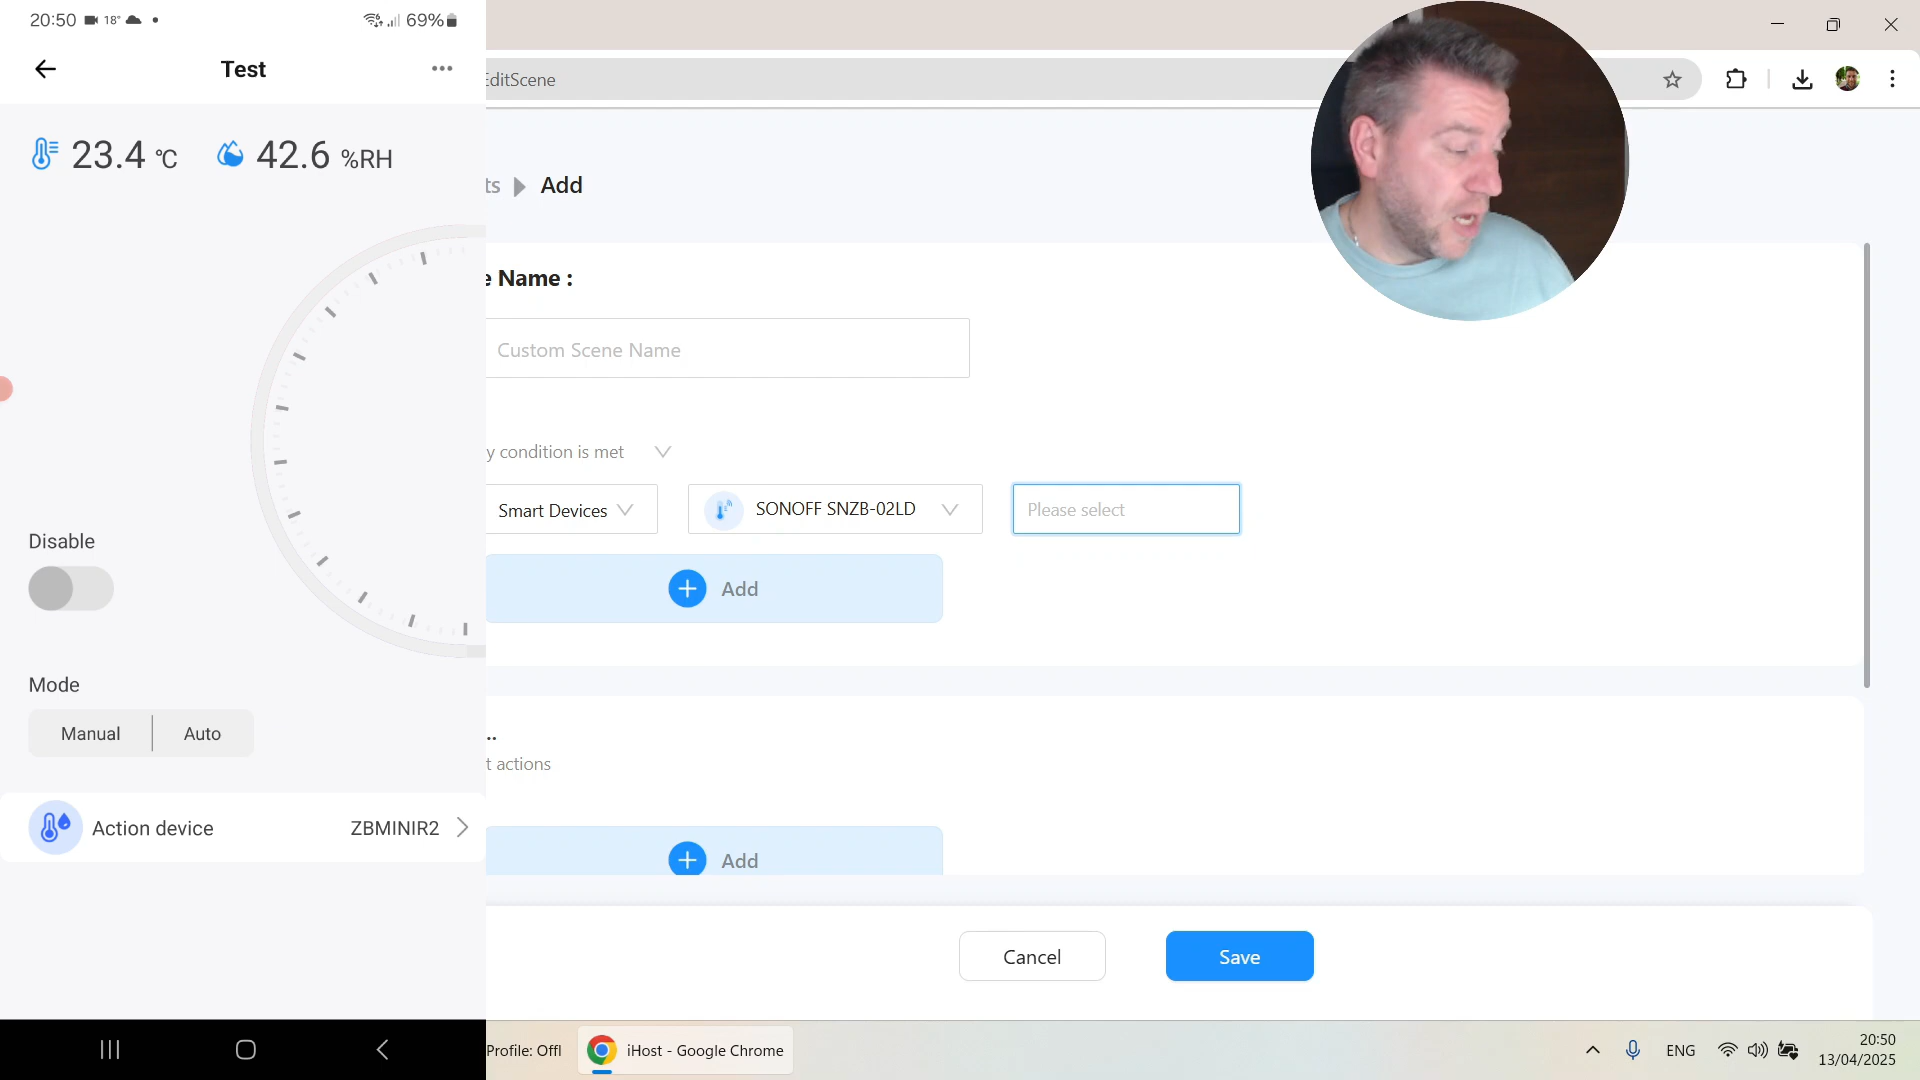 20:50 18° 69%
Test
23.4 °C 42.6 %RH
Disable
Mode
Manual Auto
Action device ZBMINIR2
EditScene
ts Add
e Name :
Custom Scene Name
y condition is met
Smart Devices SONOFF SNZB-02LD Please select
Add
..
t actions
Add
Cancel Save
Profile: Offl iHost - Google Chrome ENG 20:50
13/04/2025